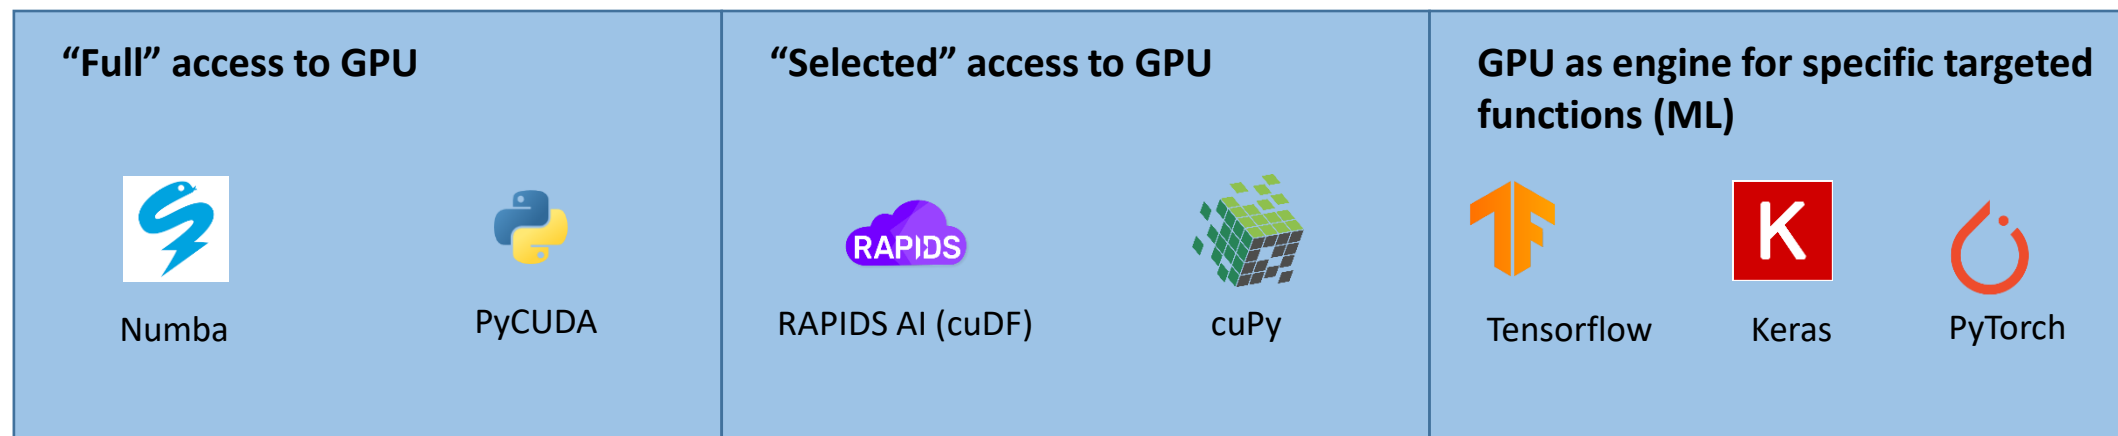 “Full” access to GPU
Numba
PyCUDA
“Selected” access to GPU
RAPIDS
RAPIDS AI (cuDF)
cuPy
GPU as engine for specific targeted
functions (ML)
K
Tensorflow
Keras
PyTorch